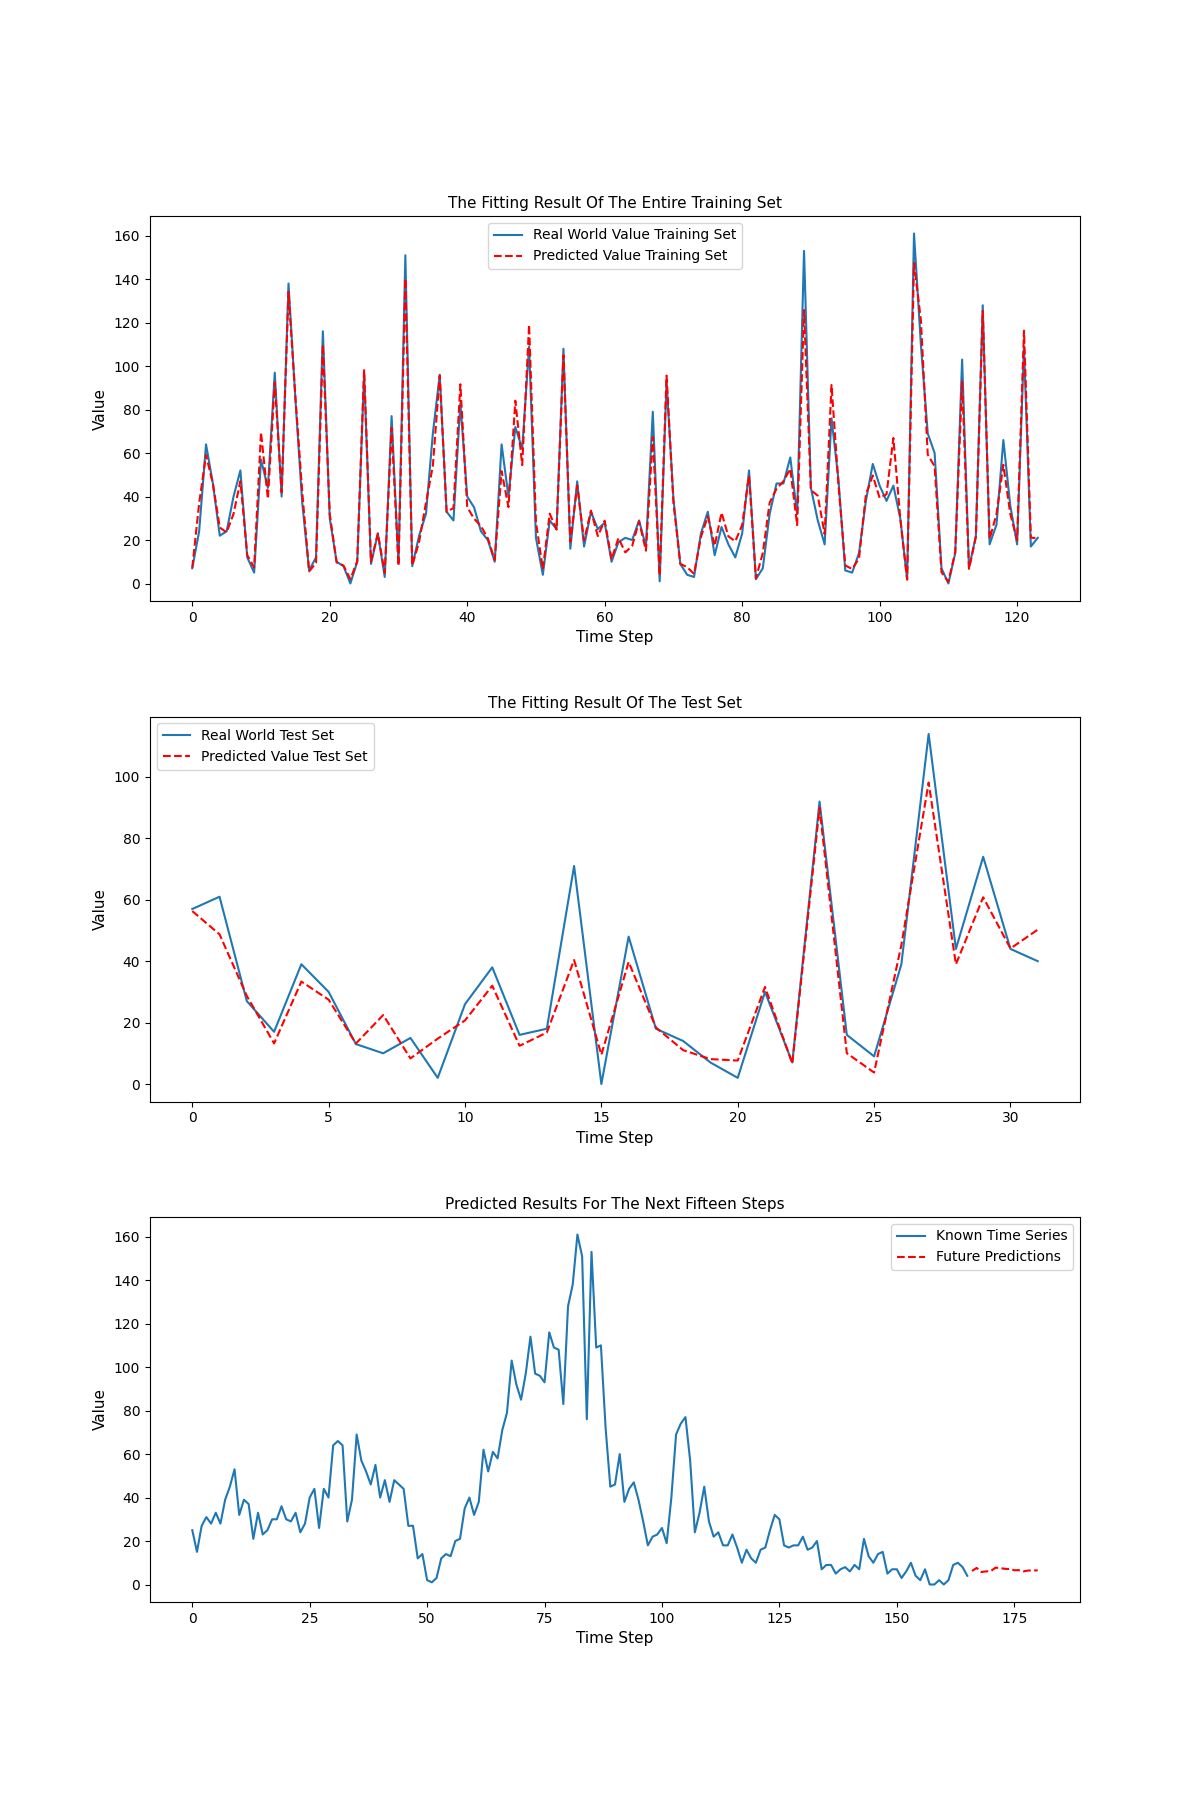 The Fitting Result Of The Entire Training Set
Real World Value Training Set
Predicted Value Training Set
160
140
120
100
80
60
40
20
0
Value
0 20 40 60 80 100 120
Time Step
The Fitting Result Of The Test Set
Real World Test Set
Predicted Value Test Set
100
80
60
40
20
0
Value
0 5 10 15 20 25 30
Time Step
Predicted Results For The Next Fifteen Steps
Known Time Series
Future Predictions
160
140
120
100
80
60
40
20
0
Value
0 25 50 75 100 125 150 175
Time Step